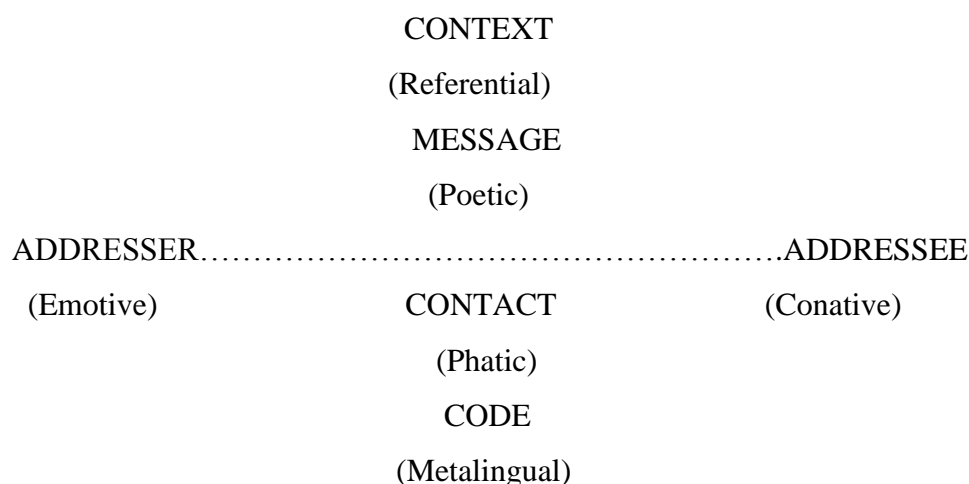 CONTEXT
(Referential)
MESSAGE
(Poetic)
ADDRESSER……………………………………………….ADDRESSEE
(Emotive) CONTACT (Conative)
(Phatic)
CODE
(Metalingual)